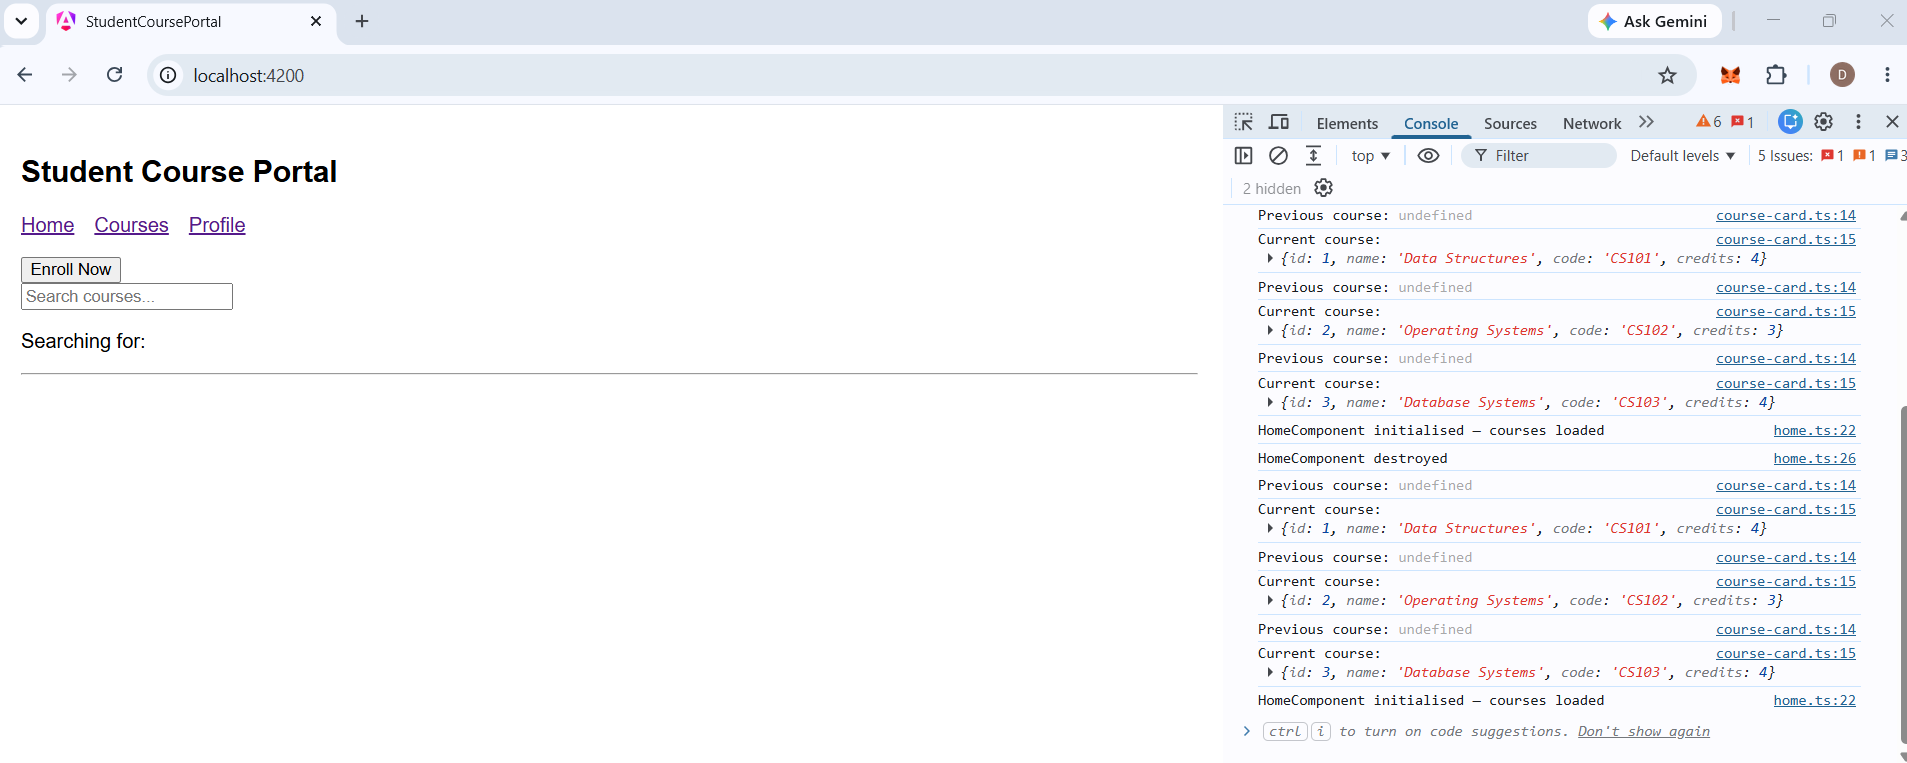 StudentCoursePortal
Ask Gemini
localhost:4200
D
Student Course Portal
Home Courses Profile
Enroll Now
Search courses...
Searching for:
Elements Console Sources Network 6 1
top Filter Default levels 5 Issues: 1 1 3
2 hidden
Previous course: undefined course-card.ts:14
Current course: course-card.ts:15
{id: 1, name: 'Data Structures', code: 'CS101', credits: 4}
Previous course: undefined course-card.ts:14
Current course: course-card.ts:15
{id: 2, name: 'Operating Systems', code: 'CS102', credits: 3}
Previous course: undefined course-card.ts:14
Current course: course-card.ts:15
{id: 3, name: 'Database Systems', code: 'CS103', credits: 4}
HomeComponent initialised — courses loaded home.ts:22
HomeComponent destroyed home.ts:26
Previous course: undefined course-card.ts:14
Current course: course-card.ts:15
{id: 1, name: 'Data Structures', code: 'CS101', credits: 4}
Previous course: undefined course-card.ts:14
Current course: course-card.ts:15
{id: 2, name: 'Operating Systems', code: 'CS102', credits: 3}
Previous course: undefined course-card.ts:14
Current course: course-card.ts:15
{id: 3, name: 'Database Systems', code: 'CS103', credits: 4}
HomeComponent initialised — courses loaded home.ts:22
ctrl i to turn on code suggestions. Don't show again